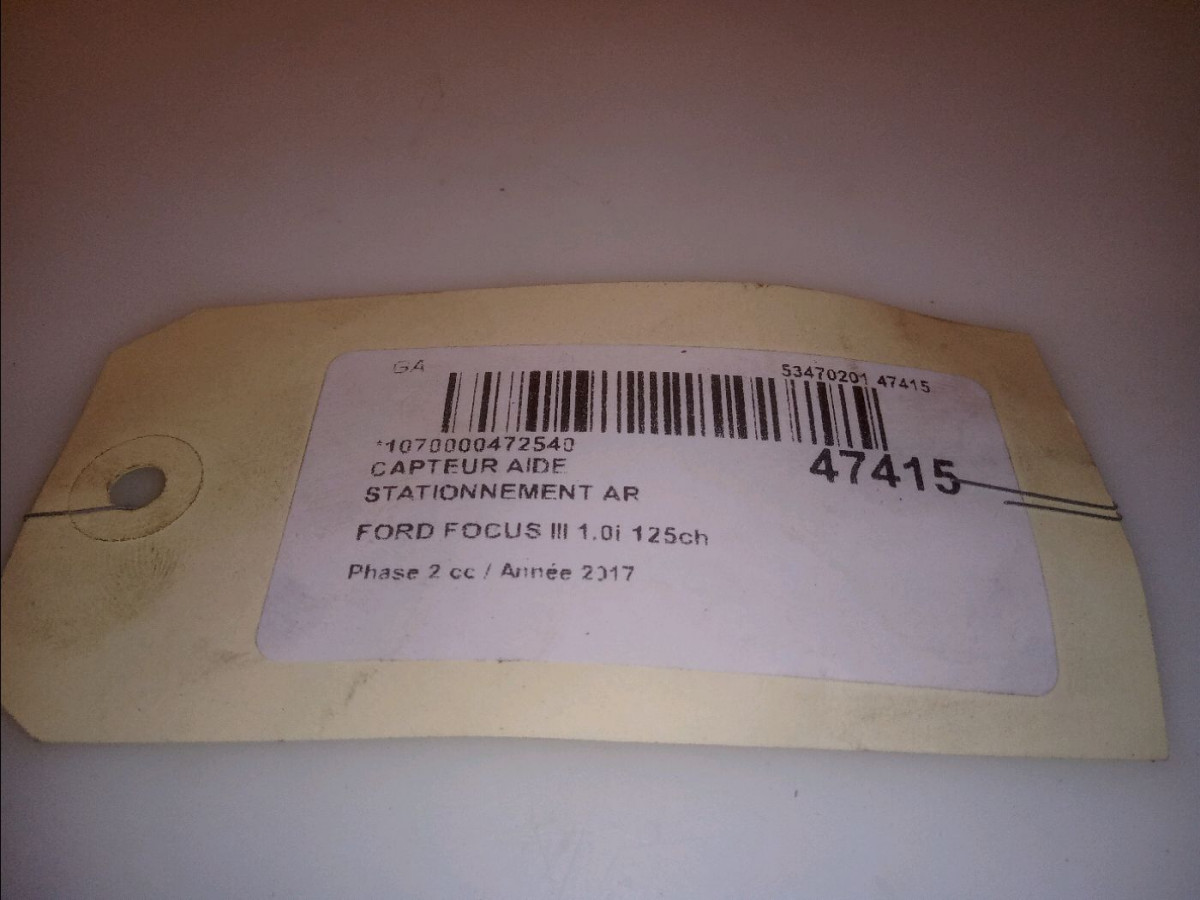 GA
53470201 47415
*1070000472540
47415
CAPTEUR AIDE
STATIONNEMENT AR
FORD FOCUS III 1.0i 125ch
Phase 2 cc / Année 2017